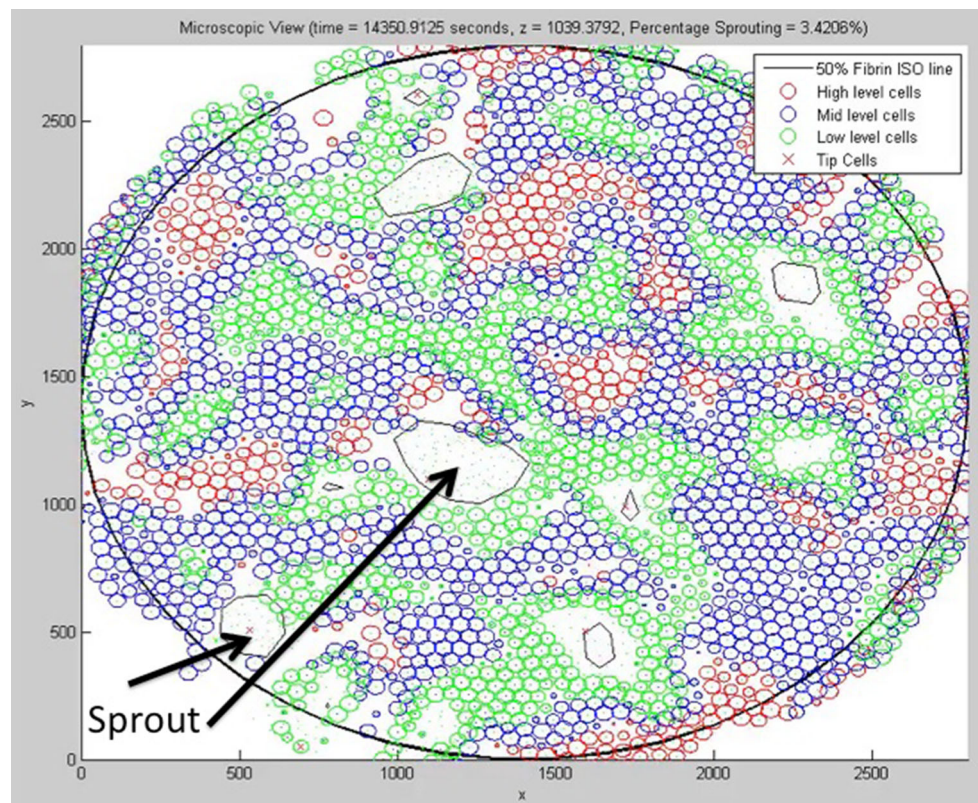 Microscopic View (time = 14350.9125 seconds, z = 1039.3792, Percentage Sprouting = 3.4206%)
50% Fibrin ISO line
High level cells
Mid level cells
Low level cells
Tip Cells
2500
2000
1500
y
1000
500
Sprout
0
0 500 1000 1500 2000 2500
x